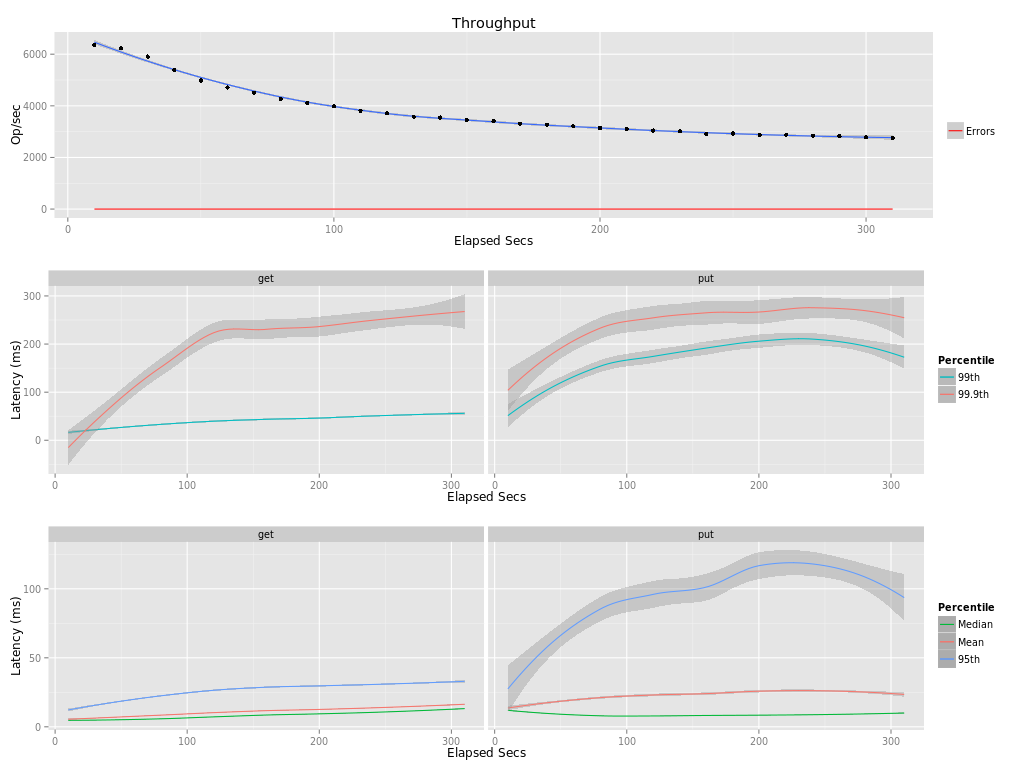 Throughput
Op/sec
6000
4000
2000
0
0 100 200 300
Elapsed Secs
Errors
get put
Latency (ms)
300
200
100
0
0 100 200 300 0 100 200 300
Elapsed Secs
Percentile
99th
99.9th
get put
Latency (ms)
100
50
0
0 100 200 300 0 100 200 300
Elapsed Secs
Percentile
Median
Mean
95th